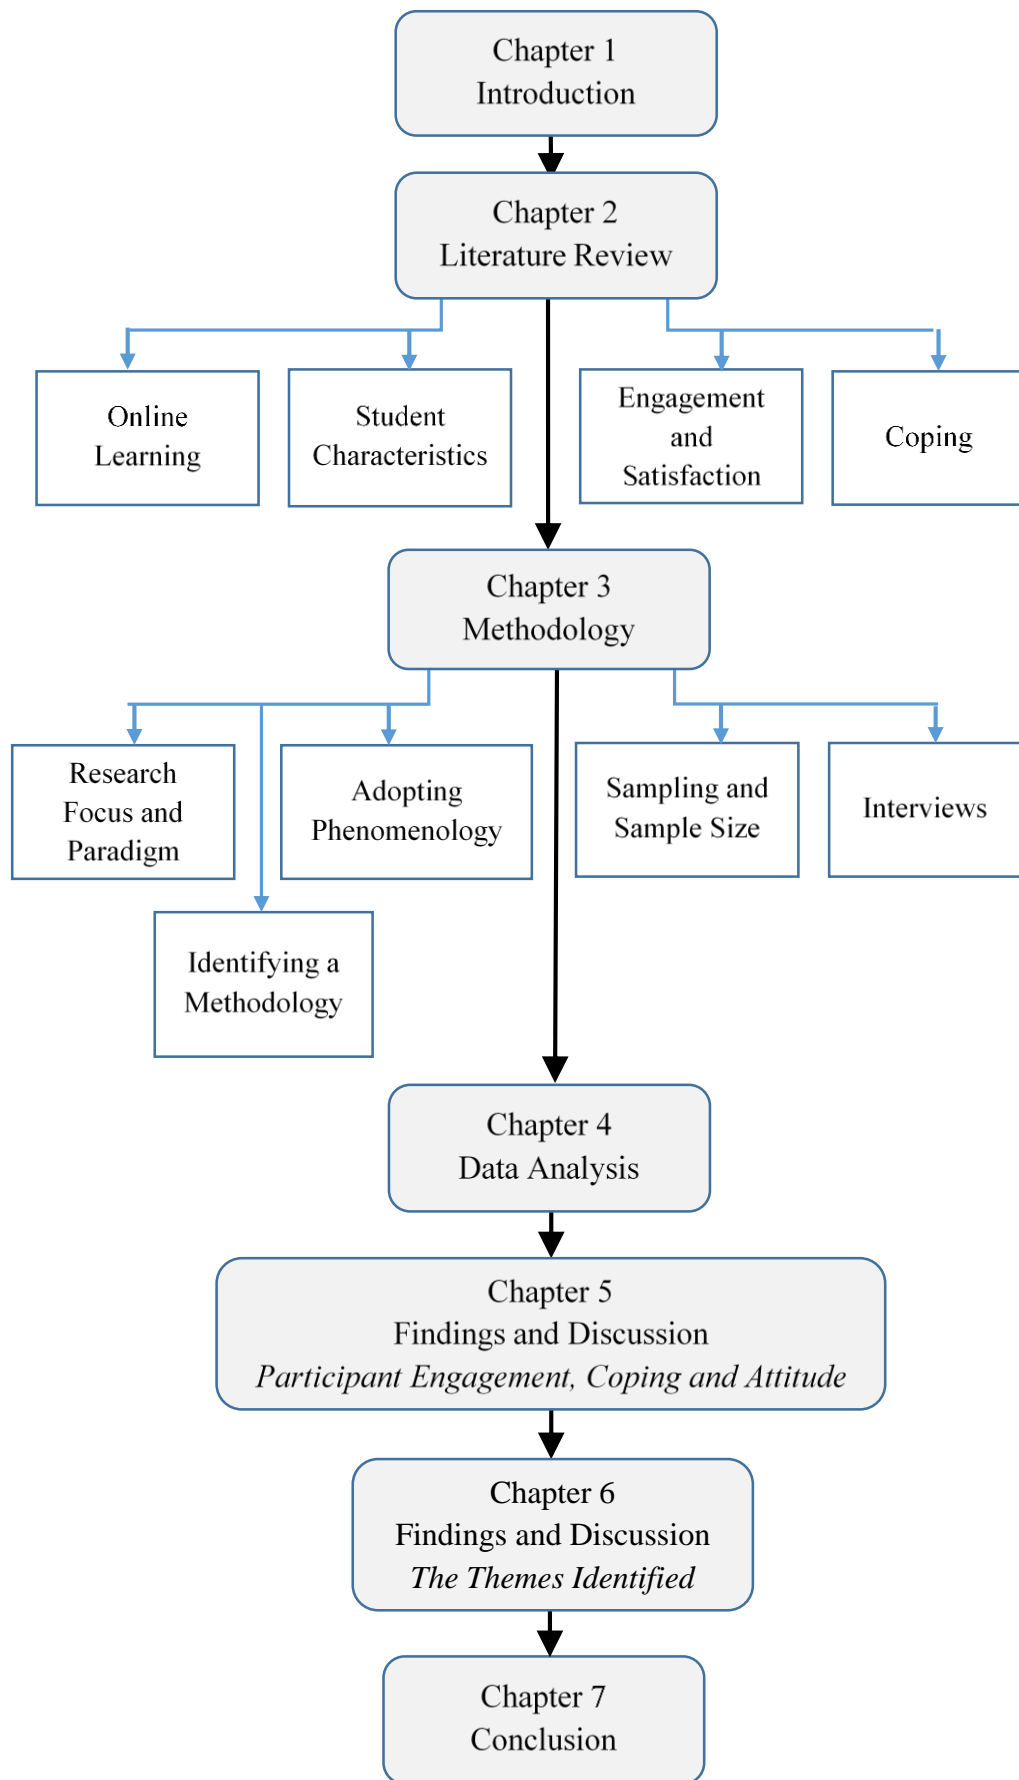 Chapter 1
Introduction
Chapter 2
Literature Review
Online
Learning
Student
Characteristics
Engagement
and
Satisfaction
Coping
Chapter 3
Methodology
Research
Focus and
Paradigm
Adopting
Phenomenology
Sampling and
Sample Size
Interviews
Identifying a
Methodology
Chapter 4
Data Analysis
Chapter 5
Findings and Discussion
Participant Engagement, Coping and Attitude
Chapter 6
Findings and Discussion
The Themes Identified
Chapter 7
Conclusion